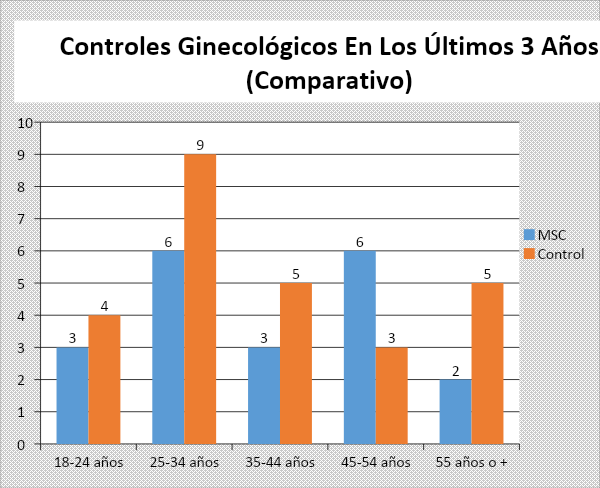 Controles Ginecológicos En Los Últimos 3 Años
(Comparativo)
10
9
8
7
6
5
4
3
2
1
0
3
4
6
9
3
5
6
3
2
5
MSC
Control
18-24 años
25-34 años
35-44 años
45-54 años
55 años o +